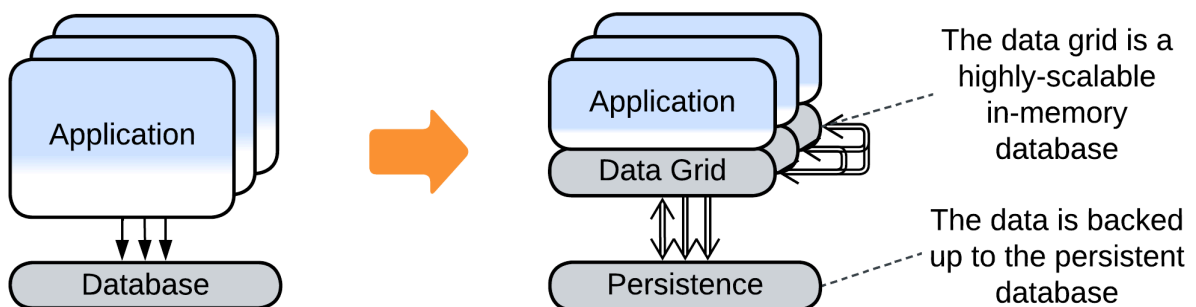 Application
Database
Application
Data Grid
Persistence
The data grid is a
highly-scalable
in-memory
database
The data is backed
up to the persistent
database